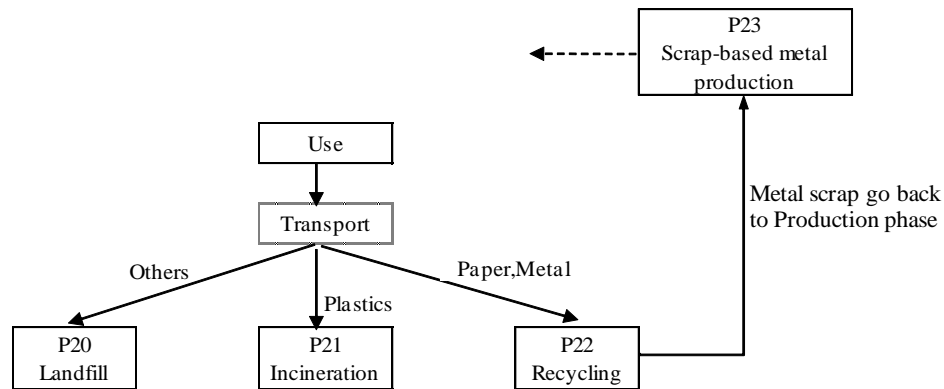 P23
Scrap-based metal
production
Use
Transport
Metal scrap go back
to Production phase
Others
Paper,Metal
Plastics
P20
Landfill
P21
Incineration
P22
Recycling